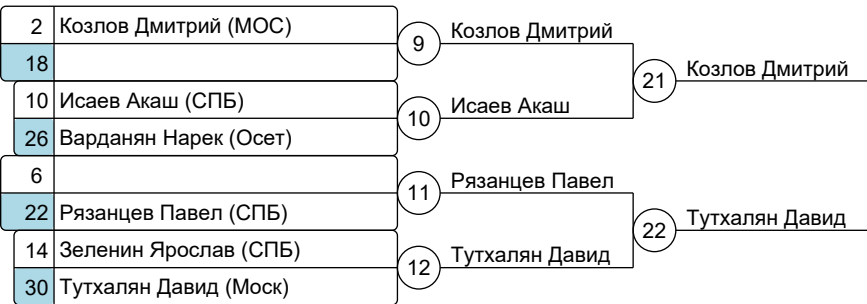 2 Козлов Дмитрий (МОС)
18
9 Козлов Дмитрий
21 Козлов Дмитрий
10 Исаев Акаш (СПБ)
26 Варданян Нарек (Осет)
10 Исаев Акаш
6
22 Рязанцев Павел (СПБ)
11 Рязанцев Павел
22 Тутхалян Давид
14 Зеленин Ярослав (СПБ)
30 Тутхалян Давид (Моск)
12 Тутхалян Давид